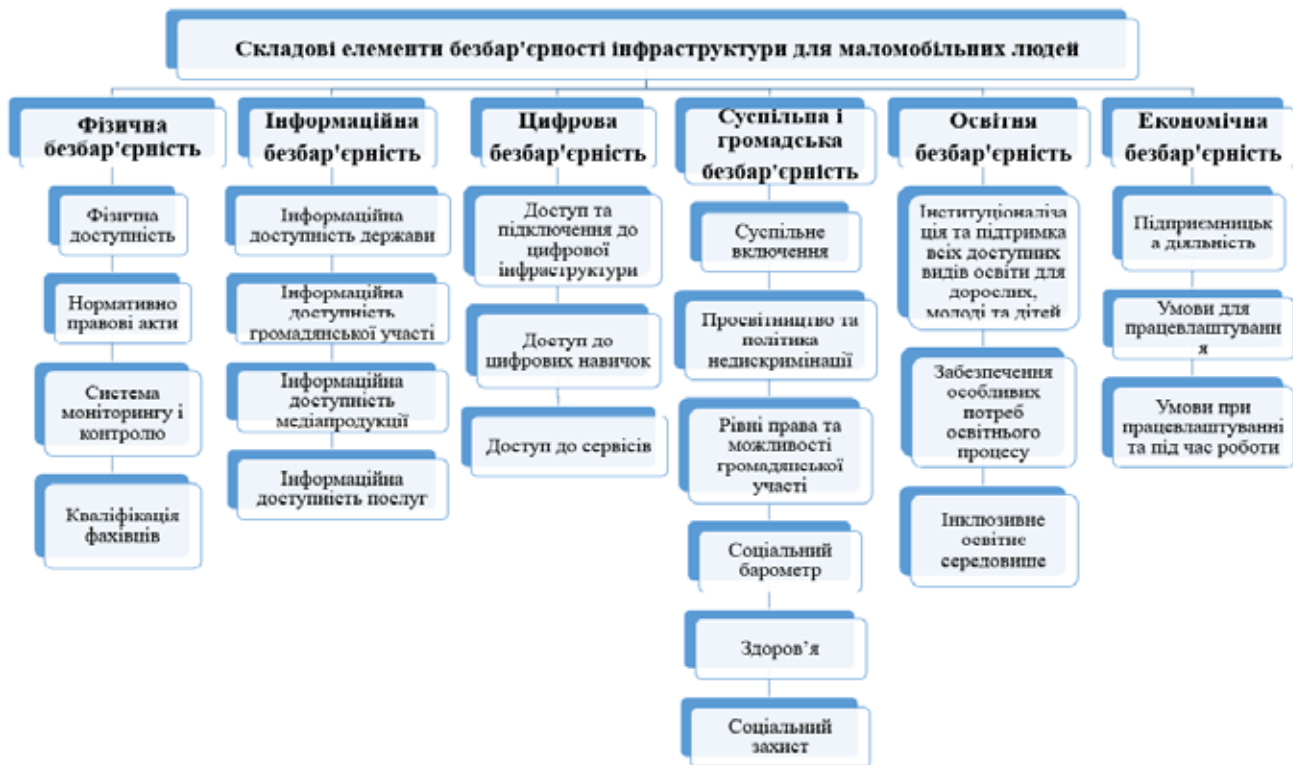 Складові елементи безбар'єрності інфраструктури для маломобільних людей
Фізична
безбар'єрність
Фізична
доступність
Нормативно
правові акти
Система
моніторингу і
контролю
Кваліфікація
фахівців
Інформаційна
безбар'єрність
Інформаційна
доступність держави
Інформаційна
доступність
громадянської участі
Інформаційна
доступність
медіапродукції
Інформаційна
доступність послуг
Цифрова
безбар'єрність
Доступ та
підключення до
цифрової
інфраструктури
Доступ до
цифрових навичок
Доступ до сервісів
Суспільна і
громадська
безбар'єрність
Суспільне
включення
Просвітництво та
політика
недискримінації
Рівні права та
можливості
громадянської
участі
Соціальний
барометр
Здоров’я
Соціальний
захист
Освітня
безбар'єрність
Інституціоналіза
ція та підтримка
всіх доступних
видів освіти для
дорослих,
молоді та дітей
Забезпечення
особливих
потреб
освітнього
процесу
Інклюзивне
освітнє
середовище
Економічна
безбар'єрність
Підприємницьк
а діяльність
Умови для
працевлаштуванн
я
Умови при
працевлаштуванні
та під час роботи